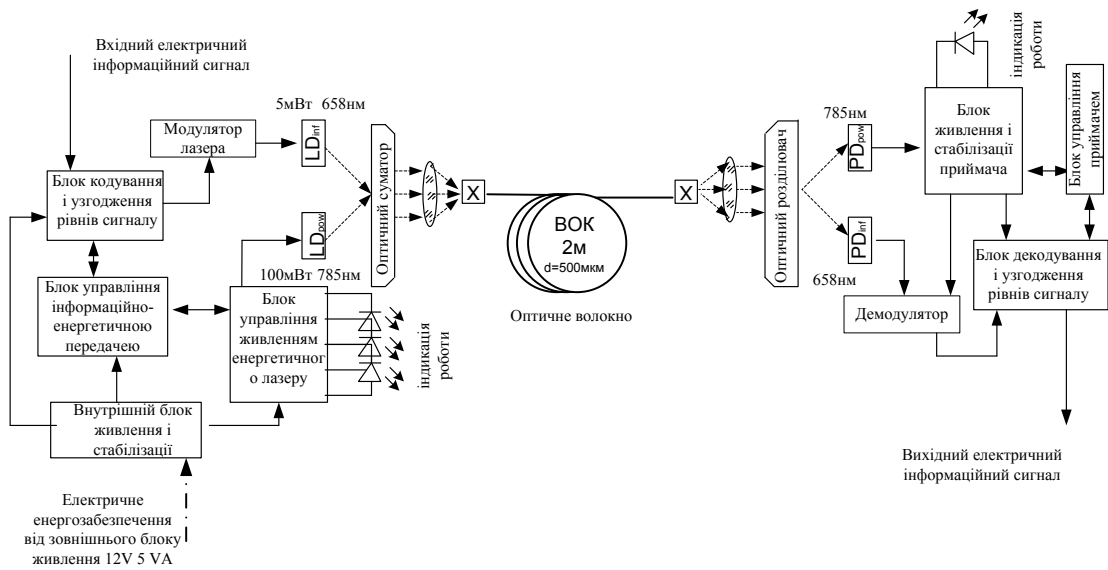 Вхідний електричний
інформаційний сигнал
5мВт 658нм
Модулятор
лазера
LDinf
Блок кодування
і узгодження
рівнів сигналу
LDpow
100мВт 785нм
Оптичний суматор
Блок управління
інформаційно-
енергетичною
передачею
Блок
управління
живленням
енергетичног
о лазеру
індикація
роботи
Внутрішній блок
живлення і
стабілізації
Електричне
енергозабезпечення
від зовнішнього блоку
живлення 12V 5 VA
X
ВОК
2м
d=500мкм
Оптичне волокно
X
Оптичний розділювач
785нм
PDpow
PDinf
658нм
індикація
роботи
Блок
живлення і
стабілізації
приймача
Блок управління
приймачем
Блок декодування
і узгодження
рівнів сигналу
Демодулятор
Вихідний електричний
інформаційний сигнал